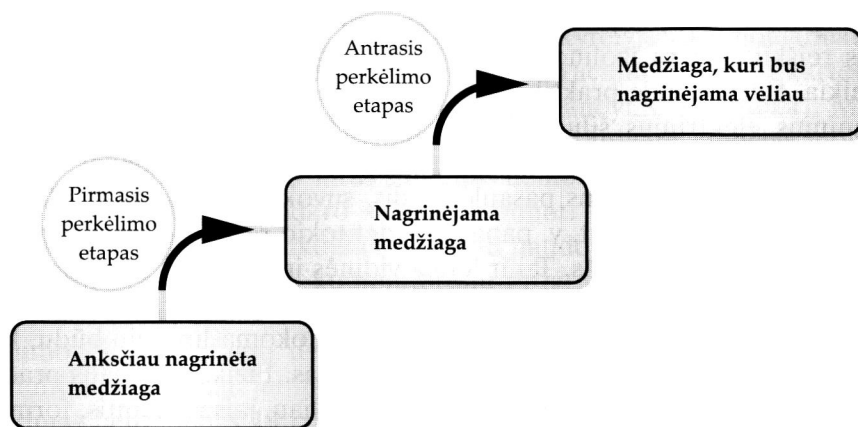 Antrasis
perkėlimo
etapas
Medžiaga, kuri bus
nagrinėjama vėliau
Pirmasis
perkėlimo
etapas
Nagrinėjama
medžiaga
Anksčiau nagrinėta
medžiaga